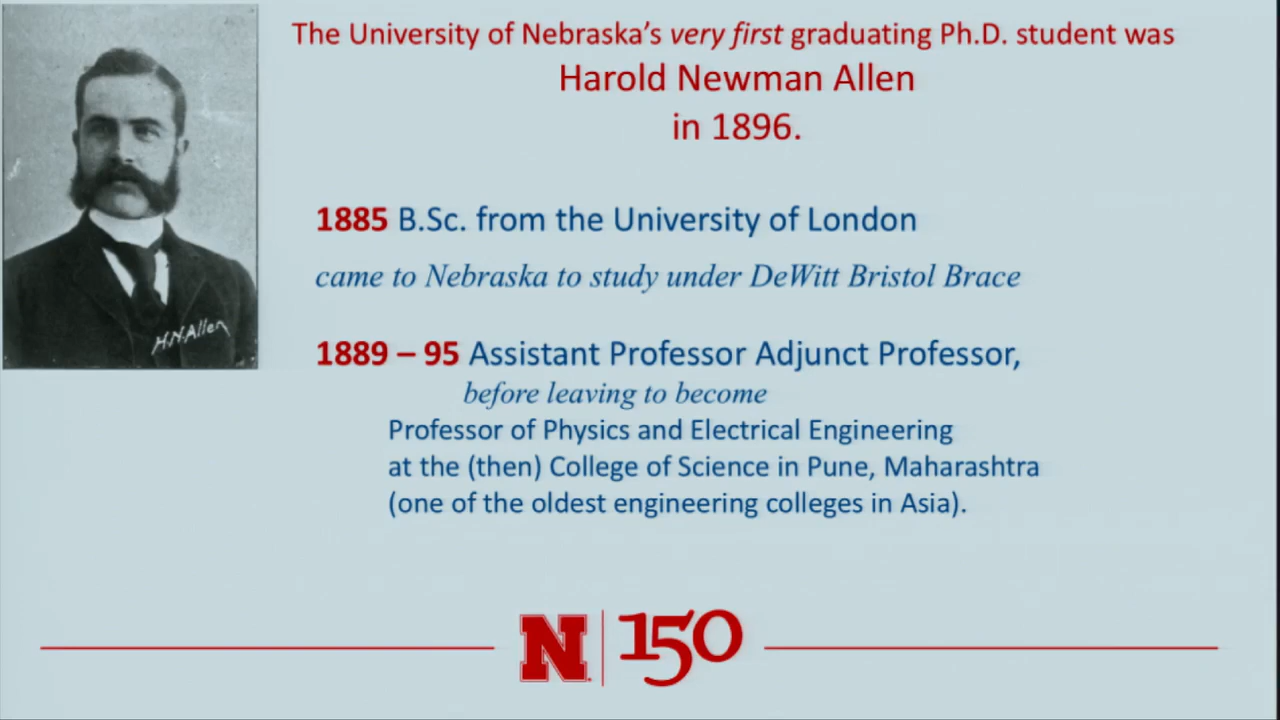 The University of Nebraska’s very first graduating Ph.D. student was
Harold Newman Allen
in 1896.
1885 B.Sc. from the University of London
came to Nebraska to study under DeWitt Bristol Brace
H.N.Allen
1889 – 95 Assistant Professor Adjunct Professor,
before leaving to become
Professor of Physics and Electrical Engineering
at the (then) College of Science in Pune, Maharashtra
(one of the oldest engineering colleges in Asia).
N 150